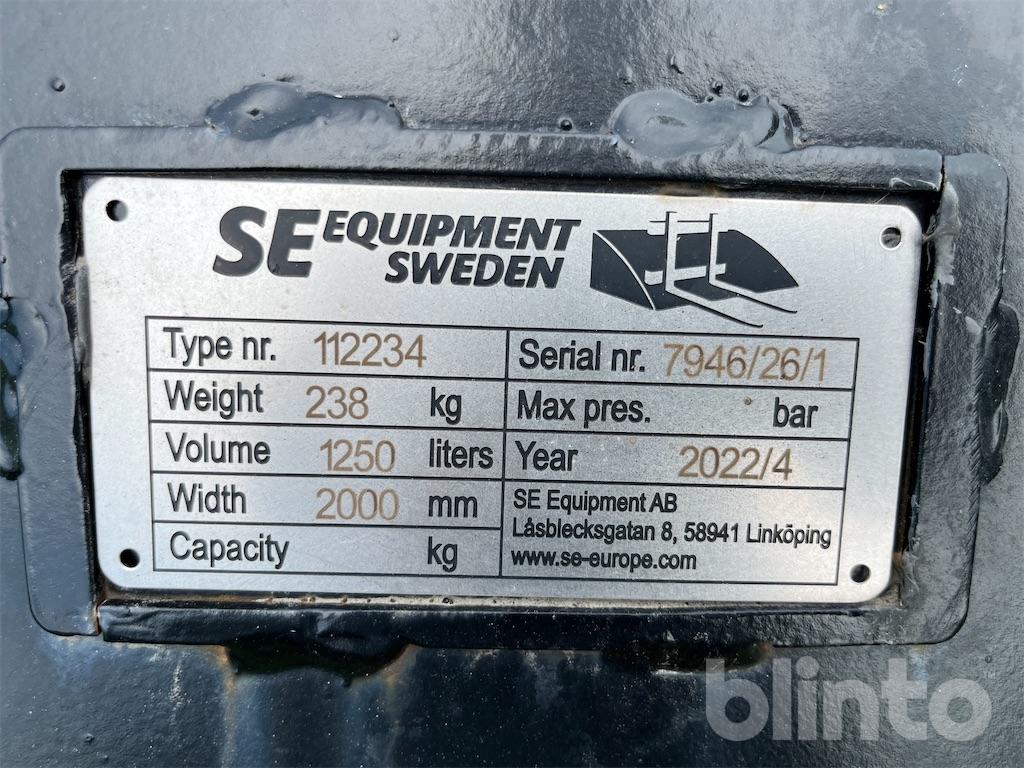 SE EQUIPMENT
SWEDEN
Type nr. 112234
Serial nr. 7946/26/1
Weight 238 kg
Max pres. bar
Volume 1250 liters
Year 2022/4
Width 2000 mm
SE Equipment AB
Låsblecksgatan 8, 58941 Linköping
www.se-europe.com
Capacity kg
blinto